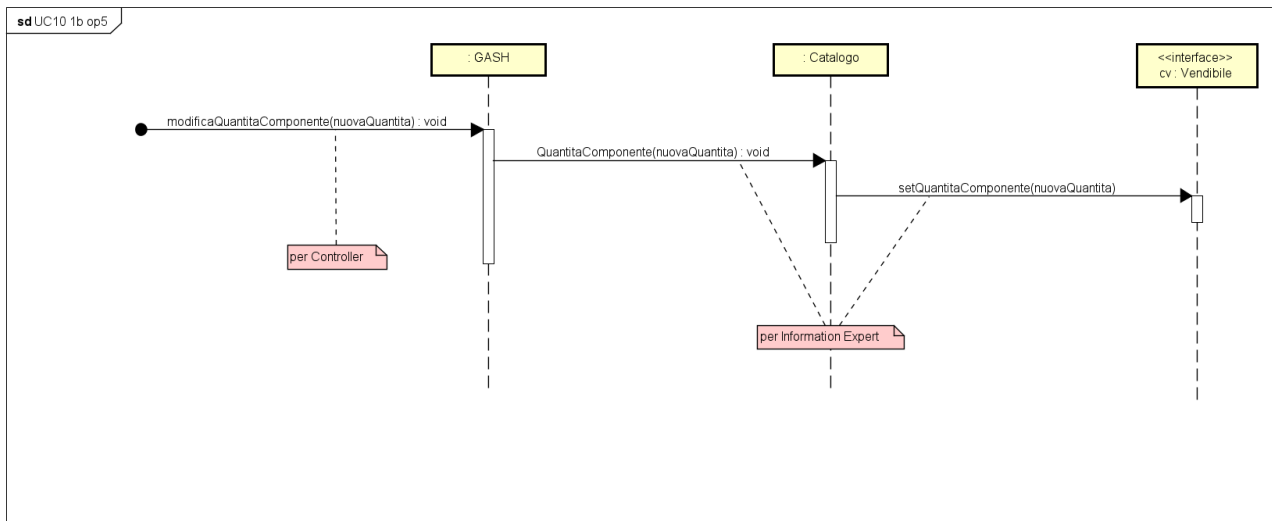 sd UC10 1b op5
: GASH
: Catalogo
<<interface>>
cv : Vendibile
modificaQuantitaComponente(nuovaQuantita) : void
QuantitaComponente(nuovaQuantita) : void
setQuantitaComponente(nuovaQuantita)
per Controller
per Information Expert